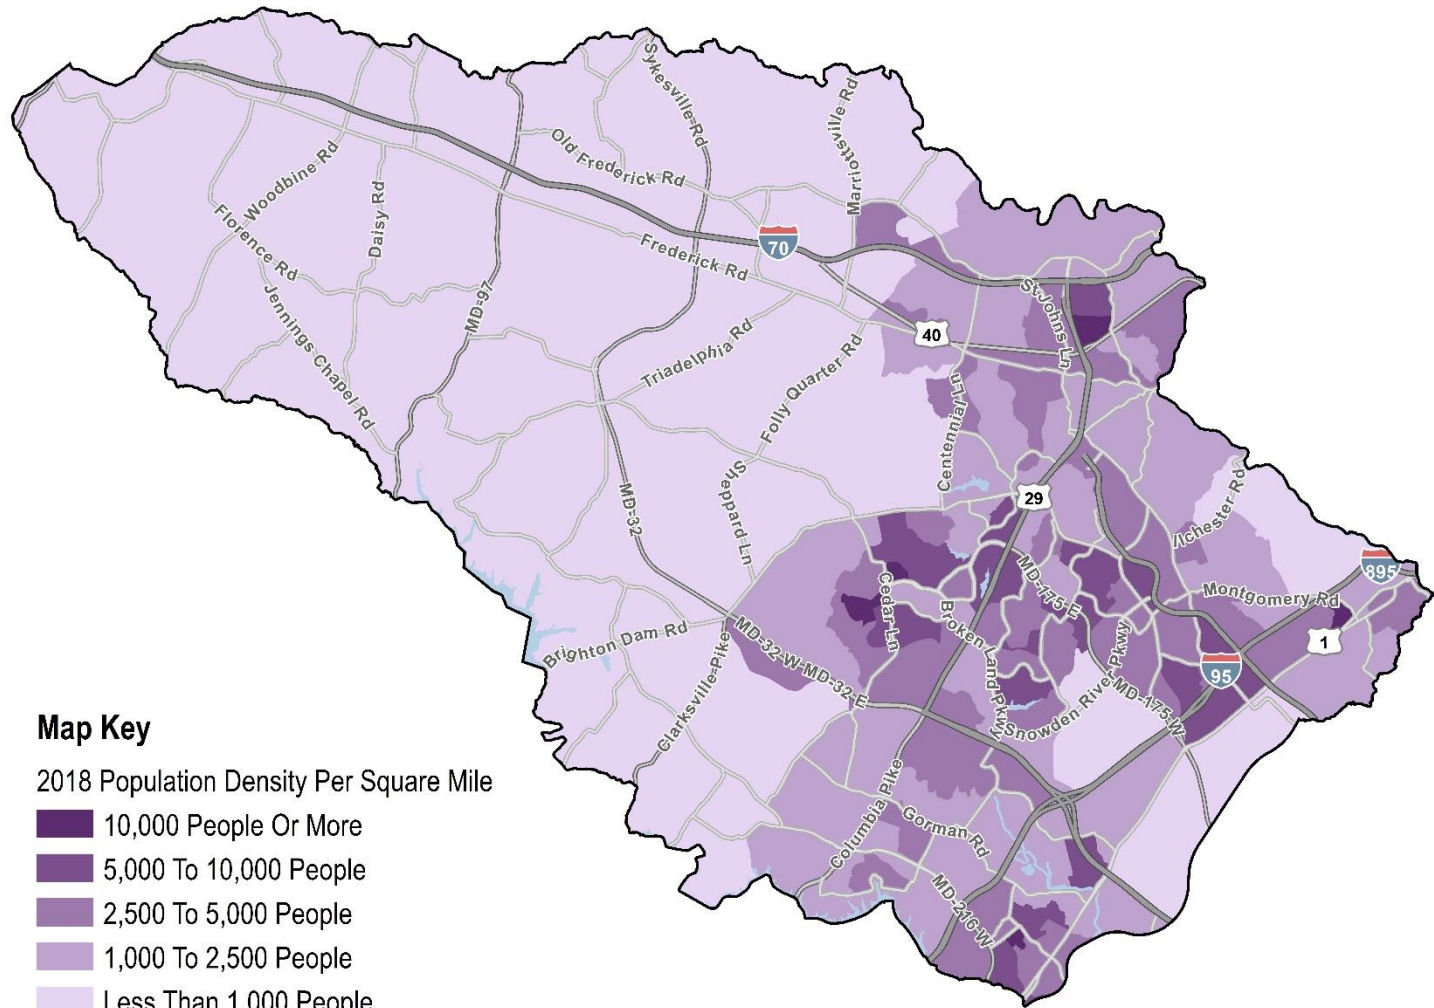 Sykesville Rd
Marriottsville Rd
Old Frederick Rd
Woodbine Rd
Daisy Rd
Florence Rd
Frederick Rd
70
Jennings Chapel Rd
MD-97
St Johns Ln
40
Triadelphia Rd
Folly Quarter Rd
Centennial Ln
Sheppard Ln
MD-32
29
Ilchester Rd
895
MD-175 E
Montgomery Rd
Cedar Ln
Broken Land Pkwy
1
Brighton Dam Rd
MD-32 W
MD-32 E
95
Clarksville Pike
Snowden River Pkwy
MD-175 W
Columbia Pike
Gorman Rd
MD-216 W
Map Key
2018 Population Density Per Square Mile
10,000 People Or More
5,000 To 10,000 People
2,500 To 5,000 People
1,000 To 2,500 People
Less Than 1,000 People